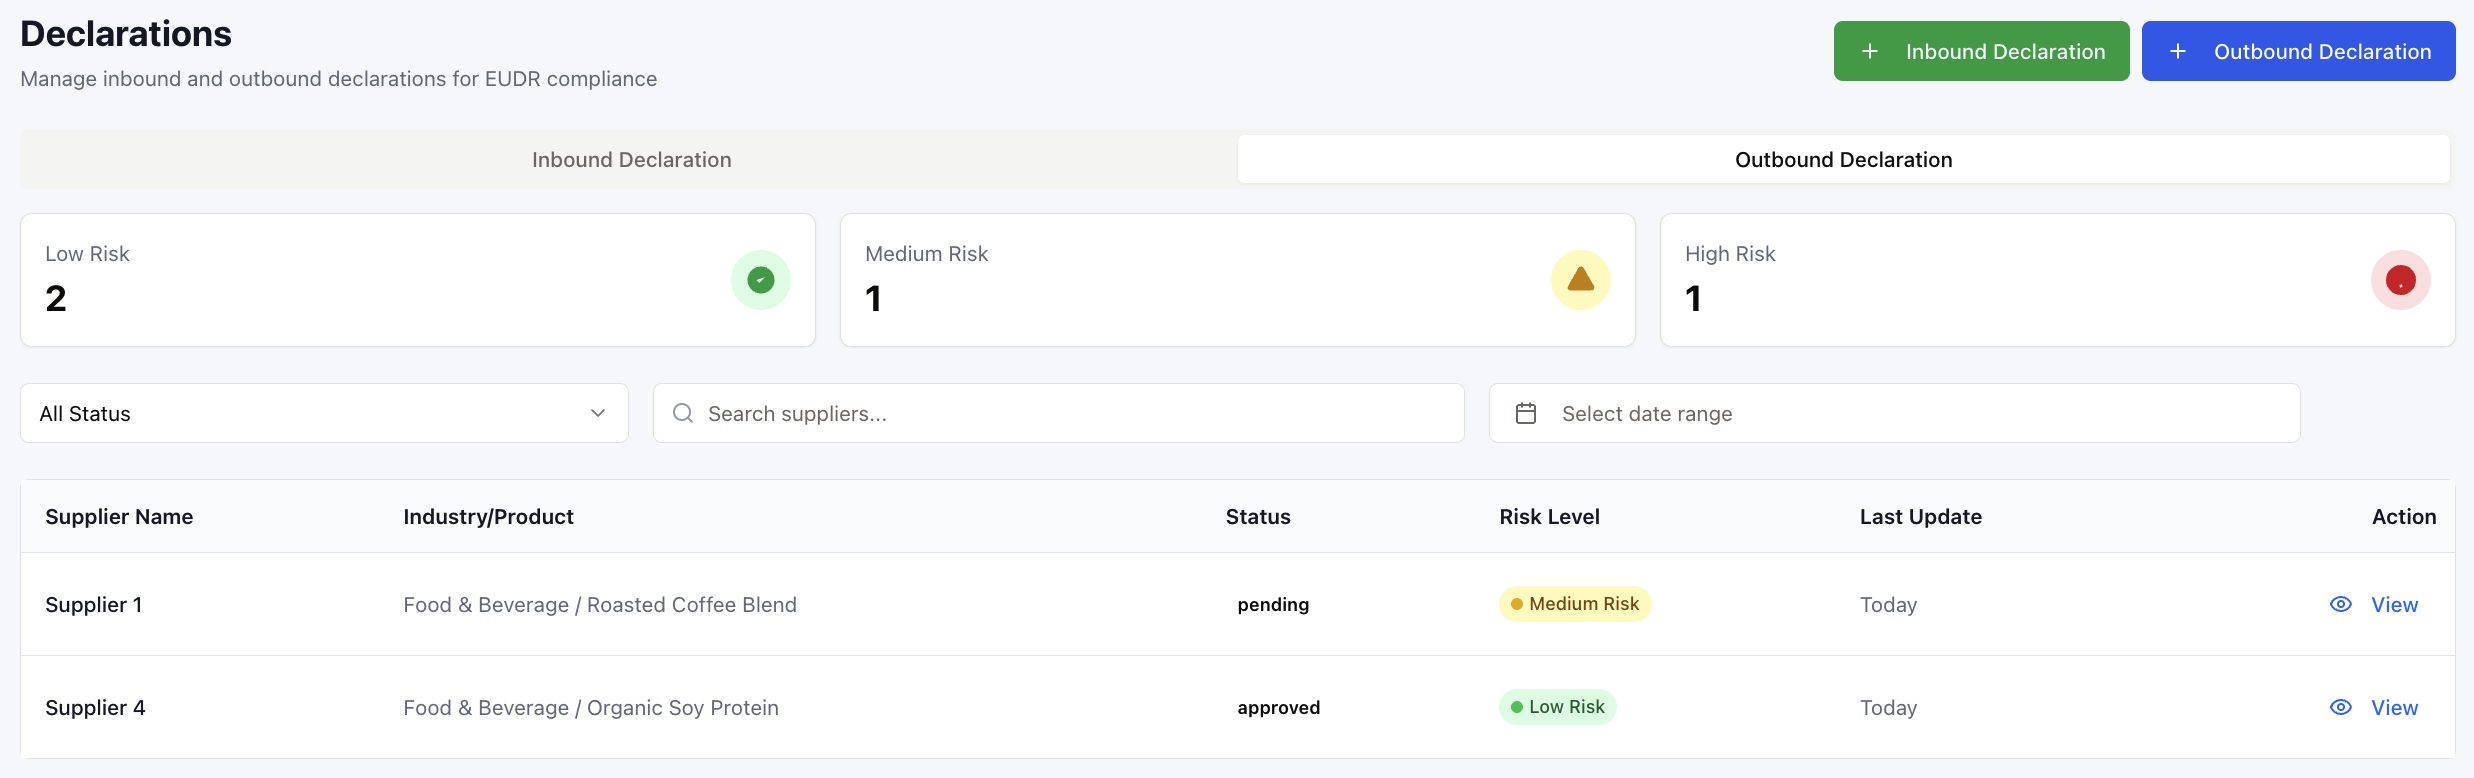 Declarations
Manage inbound and outbound declarations for EUDR compliance
+ Inbound Declaration
+ Outbound Declaration
Inbound Declaration
Outbound Declaration
Low Risk
2
Medium Risk
1
High Risk
1
All Status
Search suppliers...
Select date range
Supplier Name Industry/Product Status Risk Level Last Update Action
Supplier 1 Food & Beverage / Roasted Coffee Blend pending Medium Risk Today View
Supplier 4 Food & Beverage / Organic Soy Protein approved Low Risk Today View